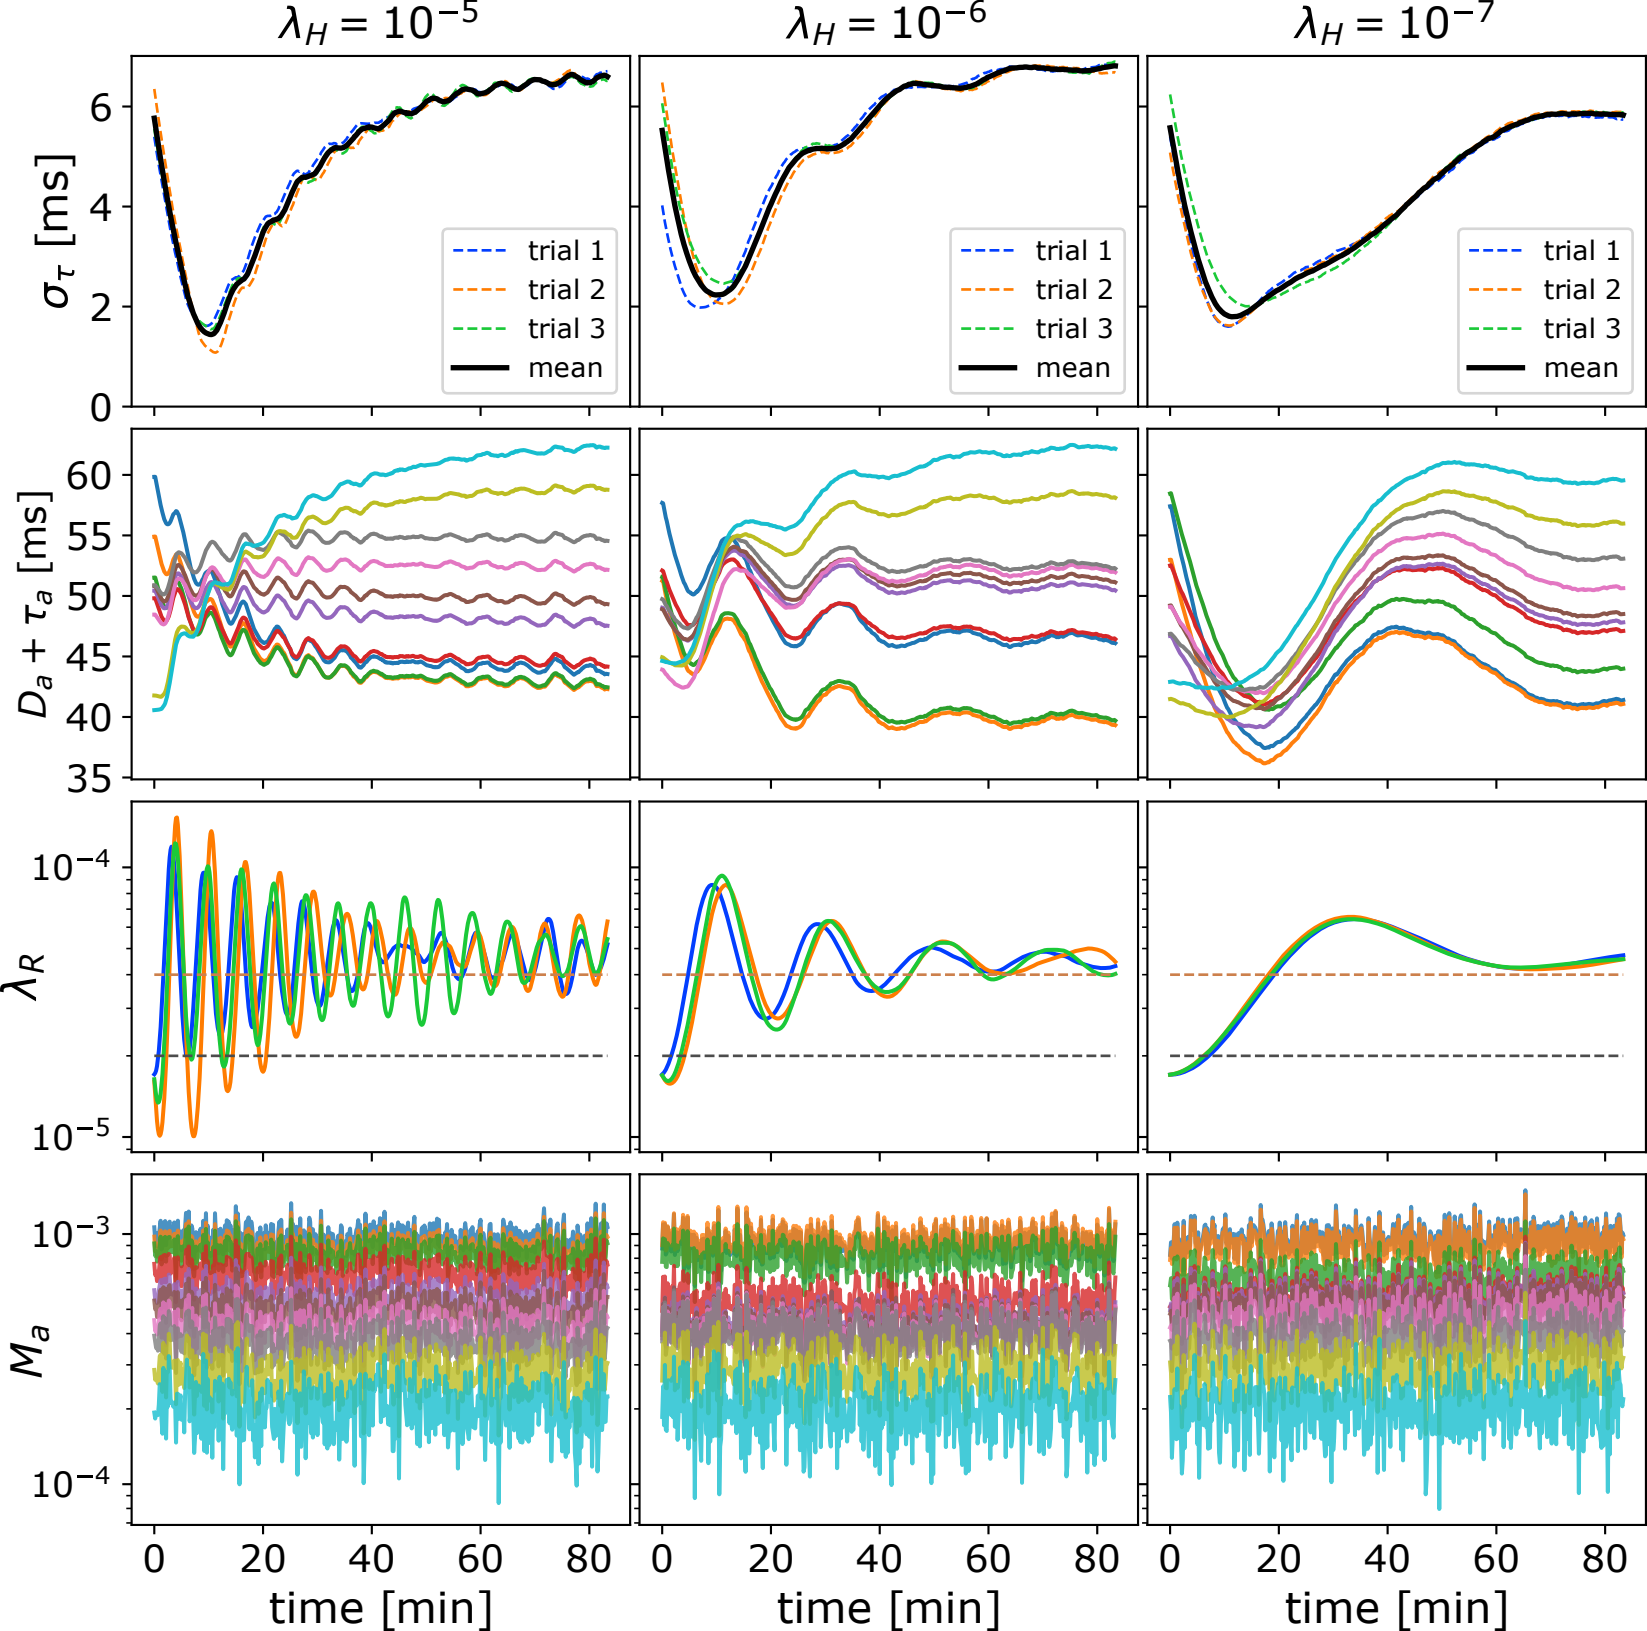 λ_H = 10⁻⁵ λ_H = 10⁻⁶ λ_H = 10⁻⁷
σ_τ [ms]
6
4
2
0
trial 1
trial 2
trial 3
mean
trial 1
trial 2
trial 3
mean
trial 1
trial 2
trial 3
mean
D_a + τ_a [ms]
60
55
50
45
40
35
λ_R
10⁻⁴
10⁻⁵
M_a
10⁻³
10⁻⁴
0 20 40 60 80 0 20 40 60 80 0 20 40 60 80
time [min] time [min] time [min]